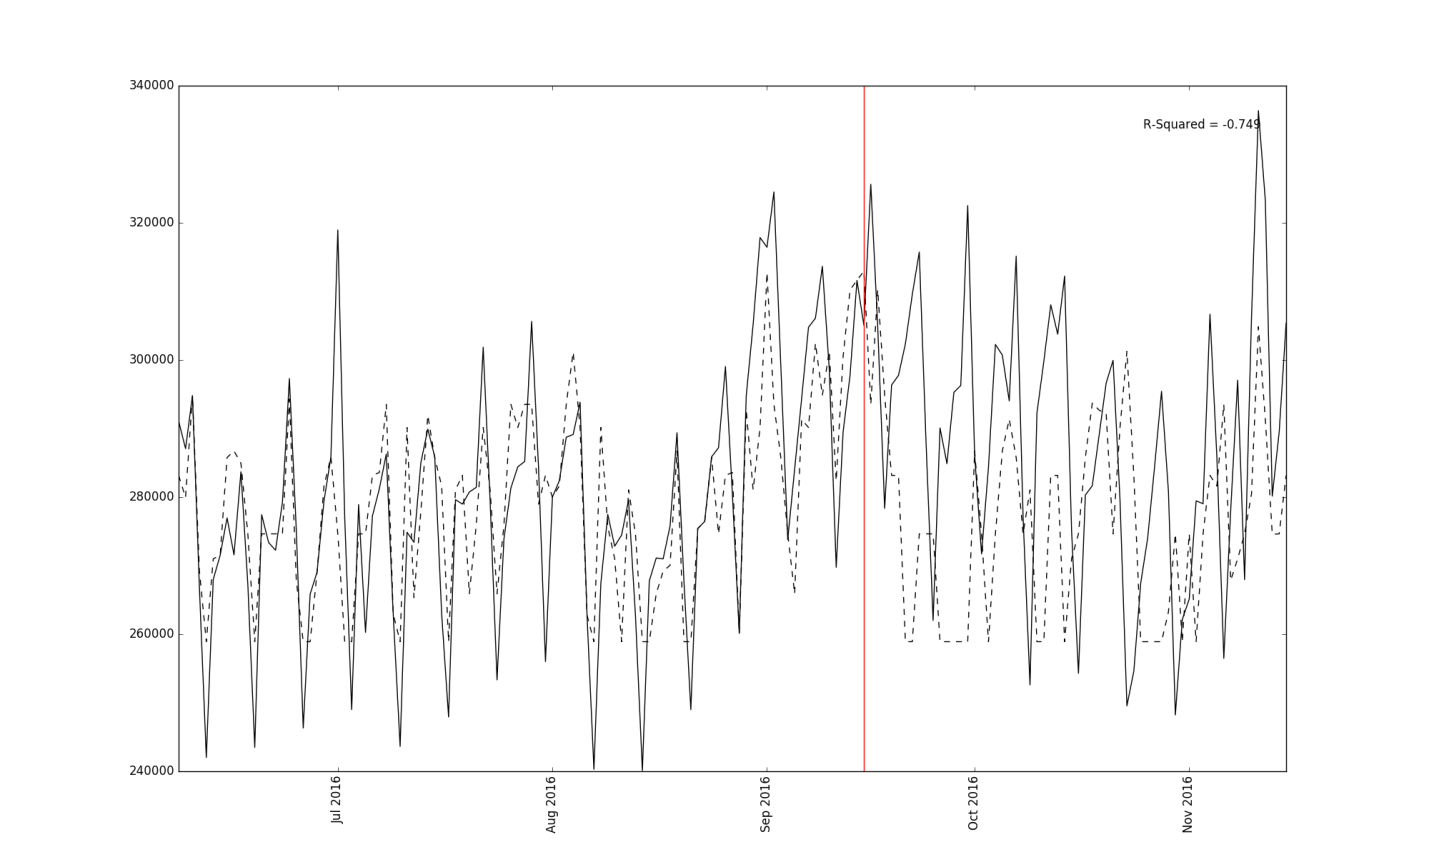 340000
R-Squared = -0.749
320000
300000
280000
260000
240000
Jul 2016
Aug 2016
Sep 2016
Oct 2016
Nov 2016